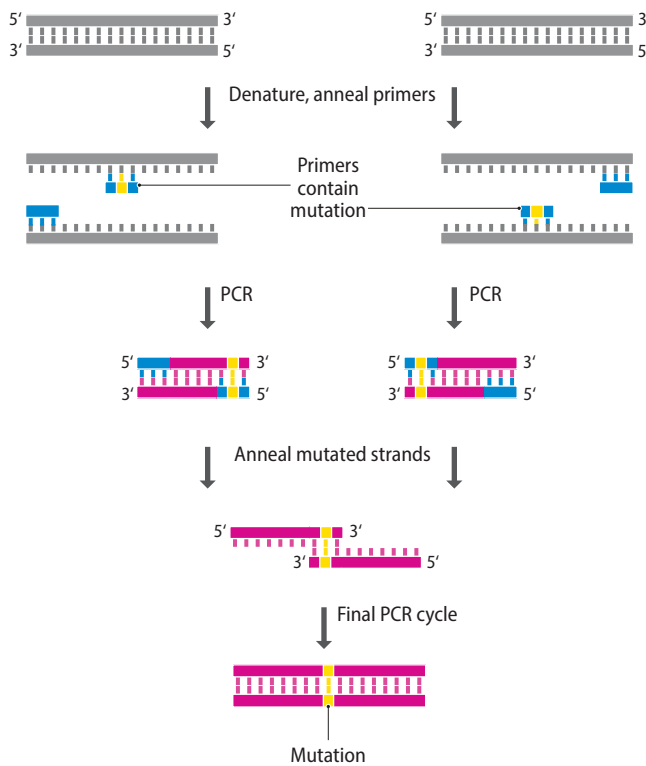 5‘ 3‘ 5‘ 3
3‘ 5‘ 3‘ 5
Denature, anneal primers
Primers
contain
mutation
PCR PCR
5‘ 3‘ 5‘ 3‘
3‘ 5‘ 3‘ 5‘
Anneal mutated strands
5‘ 3‘
3‘ 5‘
Final PCR cycle
Mutation